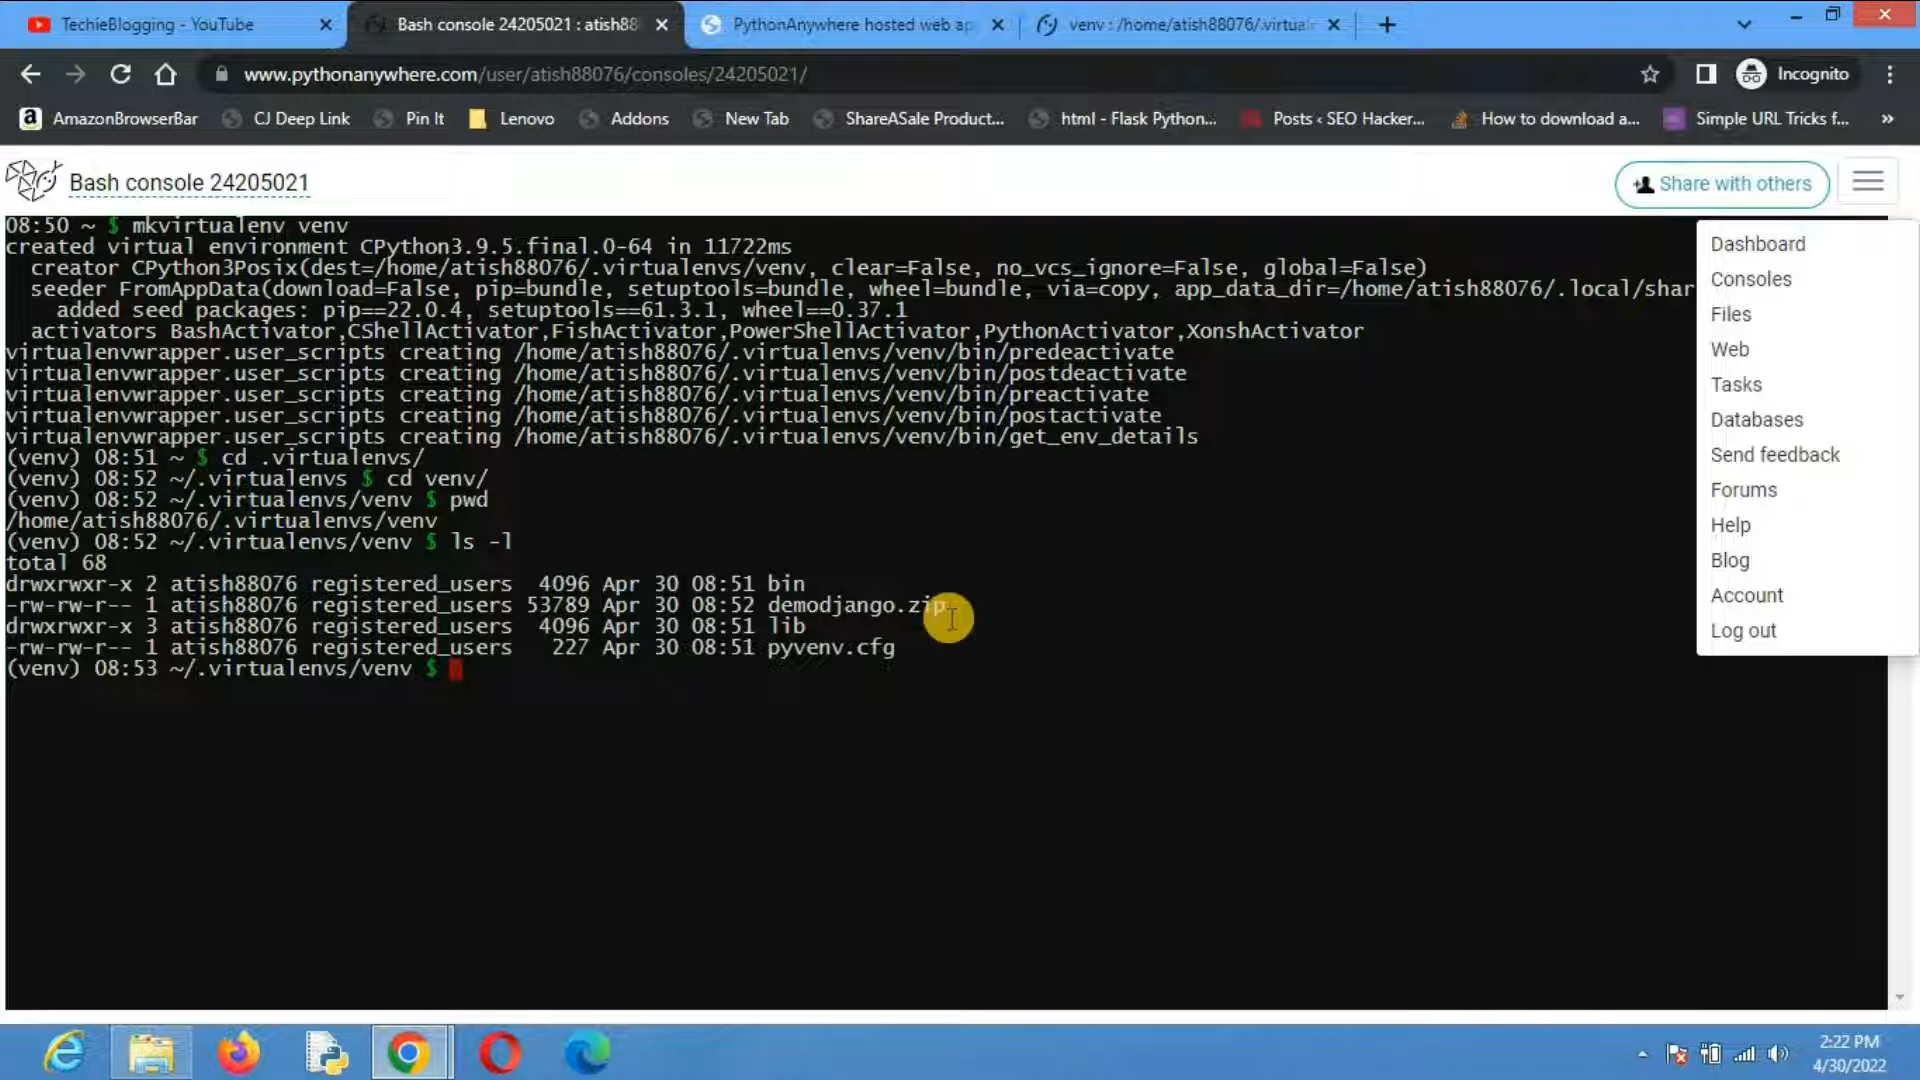 TechieBlogging - YouTube
Bash console 24205021 : atish88
PythonAnywhere hosted web ap
venv : /home/atish88076/.virtual
www.pythonanywhere.com/user/atish88076/consoles/24205021/
Incognito
AmazonBrowserBar
CJ Deep Link
Pin It
Lenovo
Addons
New Tab
ShareASale Product...
html - Flask Python...
Posts ‹ SEO Hacker...
How to download a...
Simple URL Tricks f...
»
Bash console 24205021
Share with others
08:50 ~ $ mkvirtualenv venv
created virtual environment CPython3.9.5.final.0-64 in 11722ms
creator CPython3Posix(dest=/home/atish88076/.virtualenvs/venv, clear=False, no_vcs_ignore=False, global=False)
seeder FromAppData(download=False, pip=bundle, setuptools=bundle, wheel=bundle, via=copy, app_data_dir=/home/atish88076/.local/shar
added seed packages: pip==22.0.4, setuptools==61.3.1, wheel==0.37.1
activators BashActivator,CShellActivator,FishActivator,PowerShellActivator,PythonActivator,XonshActivator
virtualenvwrapper.user_scripts creating /home/atish88076/.virtualenvs/venv/bin/predeactivate
virtualenvwrapper.user_scripts creating /home/atish88076/.virtualenvs/venv/bin/postdeactivate
virtualenvwrapper.user_scripts creating /home/atish88076/.virtualenvs/venv/bin/preactivate
virtualenvwrapper.user_scripts creating /home/atish88076/.virtualenvs/venv/bin/postactivate
virtualenvwrapper.user_scripts creating /home/atish88076/.virtualenvs/venv/bin/get_env_details
(venv) 08:51 ~ $ cd .virtualenvs/
(venv) 08:52 ~/.virtualenvs $ cd venv/
(venv) 08:52 ~/.virtualenvs/venv $ pwd
/home/atish88076/.virtualenvs/venv
(venv) 08:52 ~/.virtualenvs/venv $ ls -l
total 68
drwxrwxr-x 2 atish88076 registered_users  4096 Apr 30 08:51 bin
-rw-rw-r-- 1 atish88076 registered_users 53789 Apr 30 08:52 demodjango.zip
drwxrwxr-x 3 atish88076 registered_users  4096 Apr 30 08:51 lib
-rw-rw-r-- 1 atish88076 registered_users   227 Apr 30 08:51 pyvenv.cfg
(venv) 08:53 ~/.virtualenvs/venv $
Dashboard
Consoles
Files
Web
Tasks
Databases
Send feedback
Forums
Help
Blog
Account
Log out
2:22 PM
4/30/2022